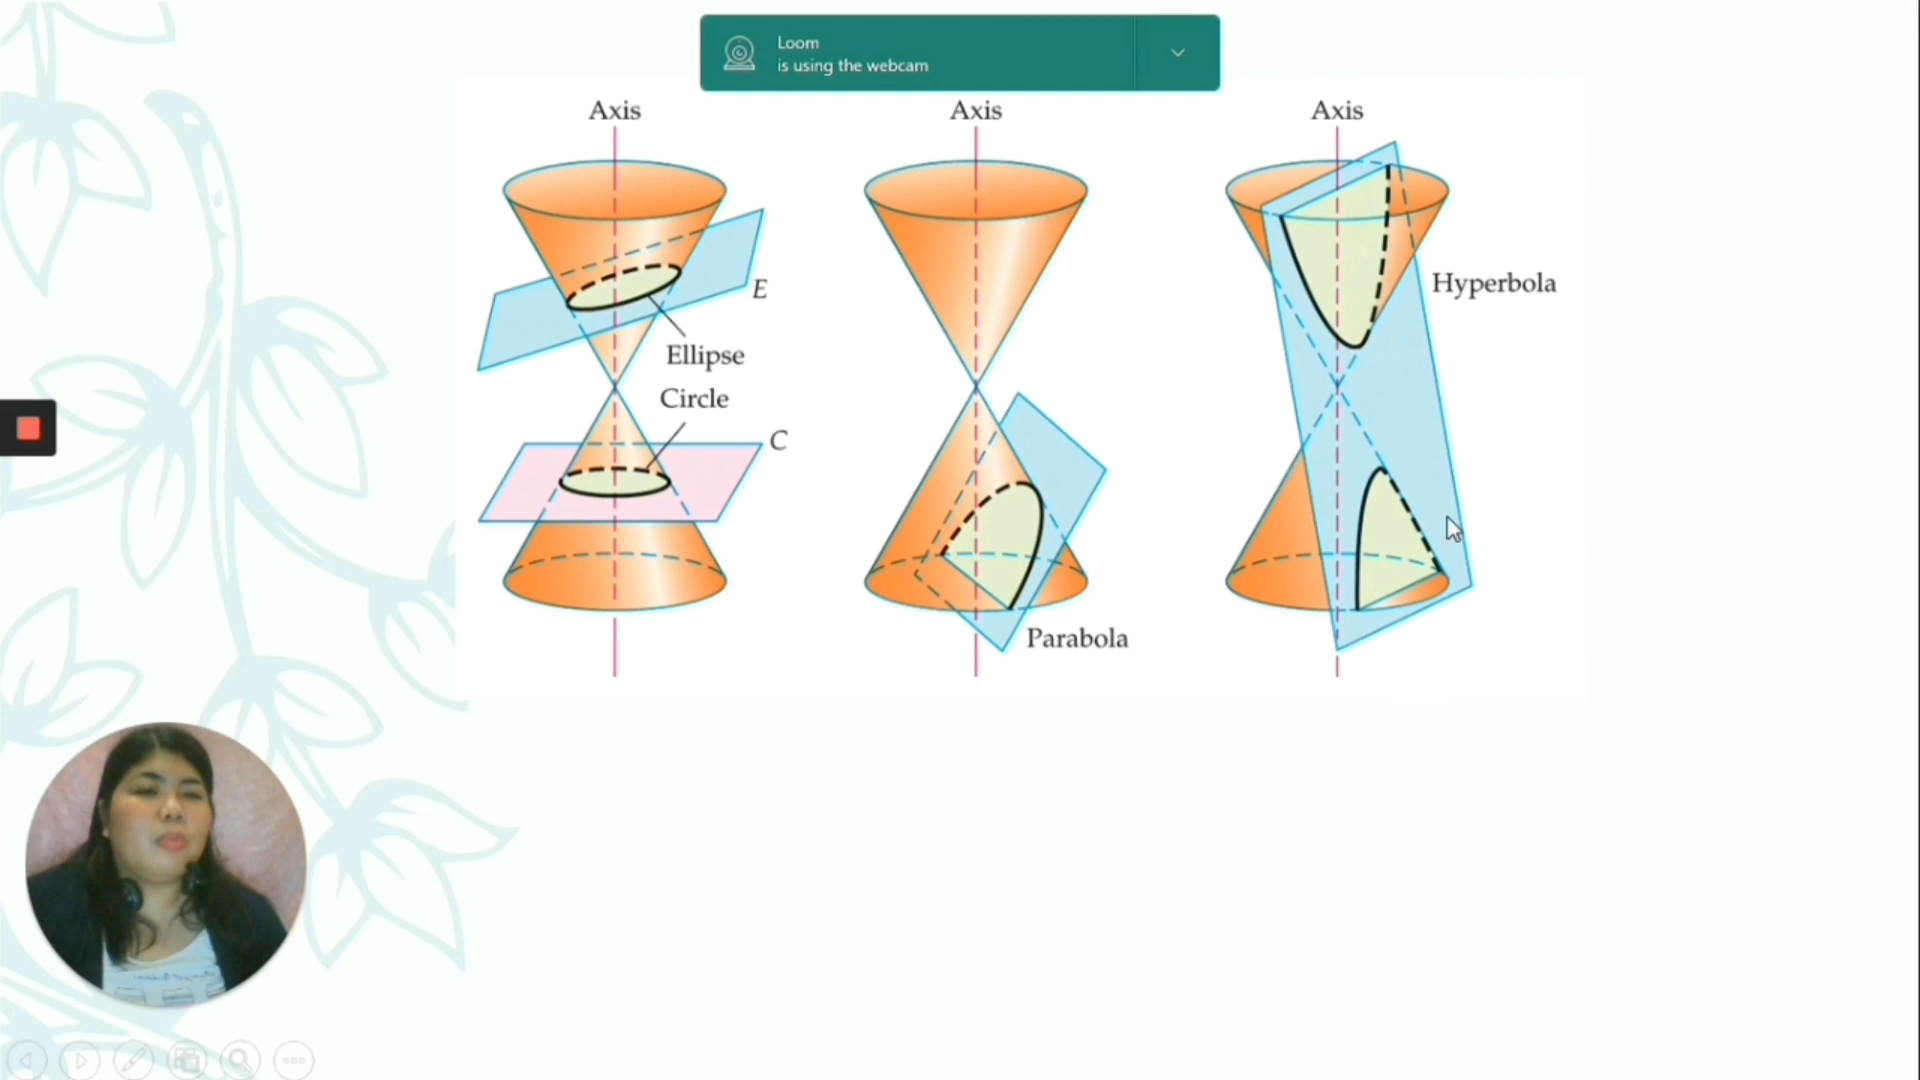 Loom
is using the webcam
Axis
Axis
Axis
E
Hyperbola
Ellipse
Circle
C
Parabola